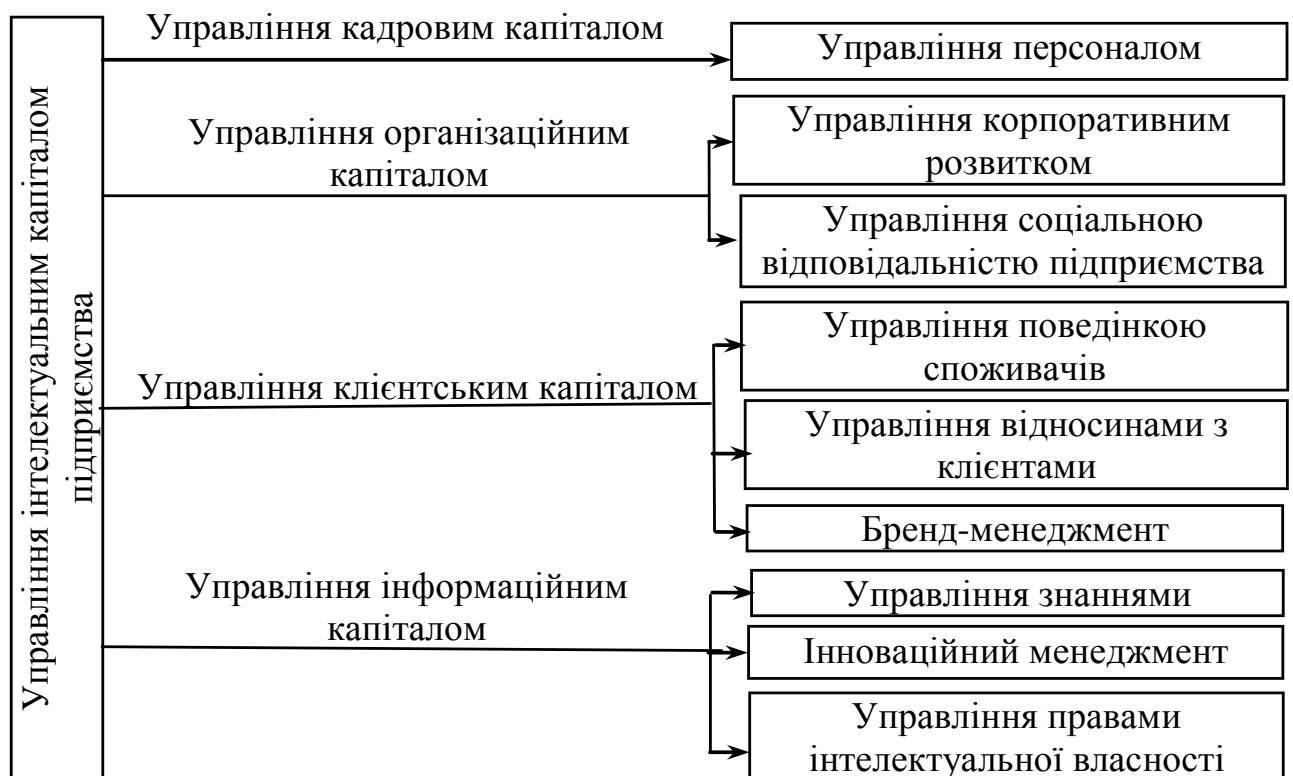 Управління інтелектуальним капіталом
підприємства
Управління кадровим капіталом
Управління персоналом
Управління організаційним
капіталом
Управління корпоративним
розвитком
Управління соціальною
відповідальністю підприємства
Управління клієнтським капіталом
Управління поведінкою
споживачів
Управління відносинами з
клієнтами
Бренд-менеджмент
Управління інформаційним
капіталом
Управління знаннями
Інноваційний менеджмент
Управління правами
інтелектуальної власності